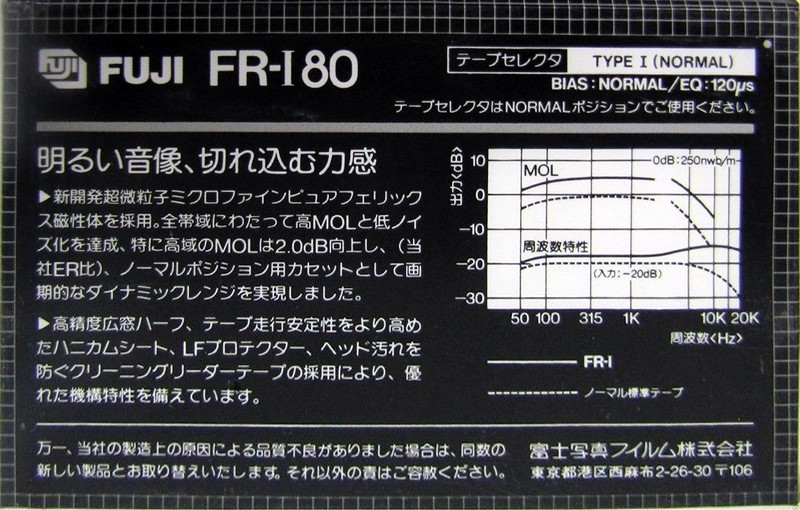 FUJI FUJI FR-I 80
テープセレクタ TYPE I (NORMAL)
BIAS:NORMAL/EQ:120μs
テープセレクタはNORMALポジションでご使用ください。
明るい音像、切れ込む力感
▶新開発超微粒子ミクロファインピュアフェリック
ス磁性体を採用。全帯域にわたって高MOLと低ノイ
ズ化を達成、特に高域のMOLは2.0dB向上し、(当
社ER比)、ノーマルポジション用カセットとして画
期的なダイナミックレンジを実現しました。
▶高精度広窓ハーフ、テープ走行安定性をより高め
たハニカムシート、LFプロテクター、ヘッド汚れを
防ぐクリーニングリーダーテープの採用により、優
れた機構特性を備えています。
出力<dB>
10
0
-10
-20
-30
MOL
0dB:250nwb/m
周波数特性
(入力:-20dB)
50 100 315 1K 10K 20K
周波数<Hz>
FR-I
ノーマル標準テープ
万一、当社の製造上の原因による品質不良がありました場合は、同数の
新しい製品とお取り替えいたします。それ以外の責はご容赦ください。
富士写真フイルム株式会社
東京都港区西麻布2-26-30 〒106